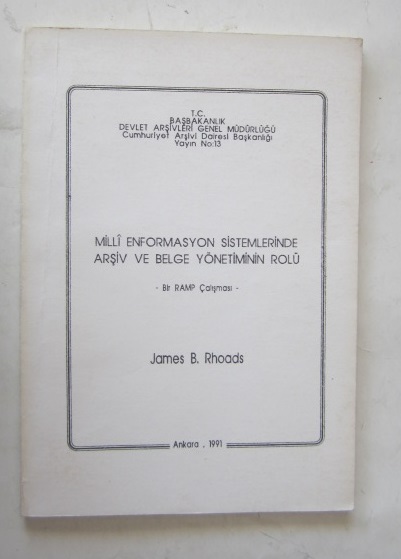 T.C.
BAŞBAKANLIK
DEVLET ARŞİVLERİ GENEL MÜDÜRLÜĞÜ
Cumhuriyet Arşivi Dairesi Başkanlığı
Yayın No:13
MİLLÎ ENFORMASYON SİSTEMLERİNDE
ARŞİV VE BELGE YÖNETİMİNİN ROLÜ
- Bir RAMP Çalışması -
James B. Rhoads
Ankara , 1991